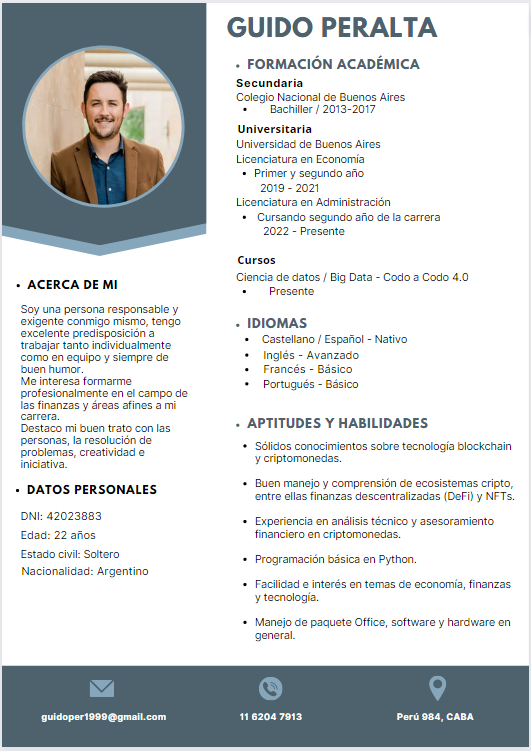 GUIDO PERALTA
• FORMACIÓN ACADÉMICA
Secundaria
Colegio Nacional de Buenos Aires
• Bachiller / 2013-2017
Universitaria
Universidad de Buenos Aires
Licenciatura en Economía
• Primer y segundo año
2019 - 2021
Licenciatura en Administración
• Cursando segundo año de la carrera
2022 - Presente
Cursos
Ciencia de datos / Big Data - Codo a Codo 4.0
• Presente
• IDIOMAS
• Castellano / Español - Nativo
• Inglés - Avanzado
• Francés - Básico
• Portugués - Básico
• APTITUDES Y HABILIDADES
• Sólidos conocimientos sobre tecnología blockchain
y criptomonedas.
• Buen manejo y comprensión de ecosistemas cripto,
entre ellas finanzas descentralizadas (DeFi) y NFTs.
• Experiencia en análisis técnico y asesoramiento
financiero en criptomonedas.
• Programación básica en Python.
• Facilidad e interés en temas de economía, finanzas
y tecnología.
• Manejo de paquete Office, software y hardware en
general.
• ACERCA DE MI
Soy una persona responsable y
exigente conmigo mismo, tengo
excelente predisposición a
trabajar tanto individualmente
como en equipo y siempre de
buen humor.
Me interesa formarme
profesionalmente en el campo de
las finanzas y áreas afines a mi
carrera.
Destaco mi buen trato con las
personas, la resolución de
problemas, creatividad e
iniciativa.
• DATOS PERSONALES
DNI: 42023883
Edad: 22 años
Estado civil: Soltero
Nacionalidad: Argentino
guidoper1999@gmail.com
11 6204 7913
Perú 984, CABA